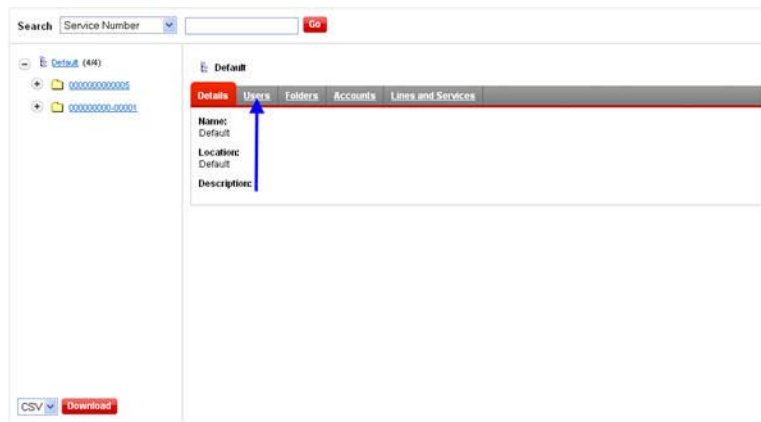 Search Service Number Go
Default (4/4)
0000000000005
000000000-00001
Default
Details Users Folders Accounts Lines and Services
Name:
Default
Location:
Default
Description:
CSV Download